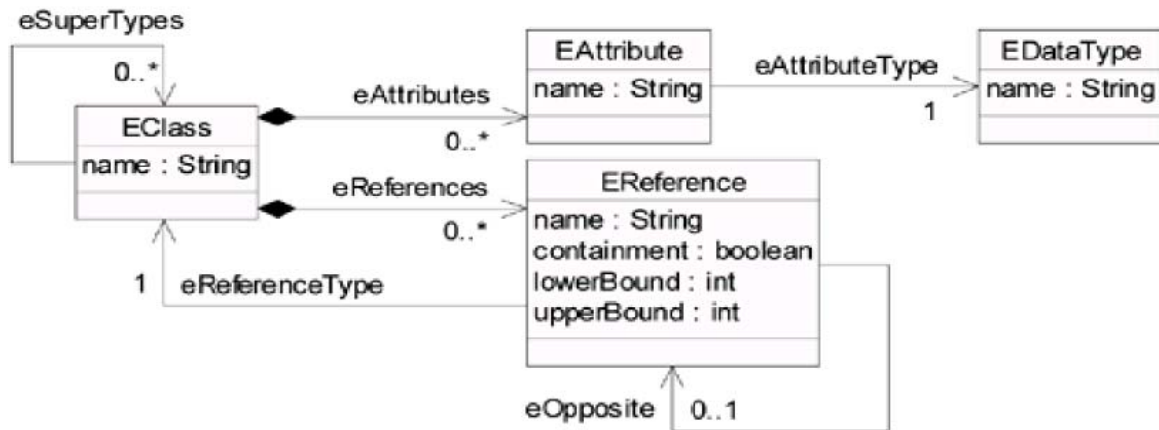 eSuperTypes
0..*
EClass
name : String
eAttributes
0..*
EAttribute
name : String
eAttributeType
1
EDataType
name : String
eReferences
0..*
EReference
name : String
containment : boolean
lowerBound : int
upperBound : int
1
eReferenceType
eOpposite
0..1